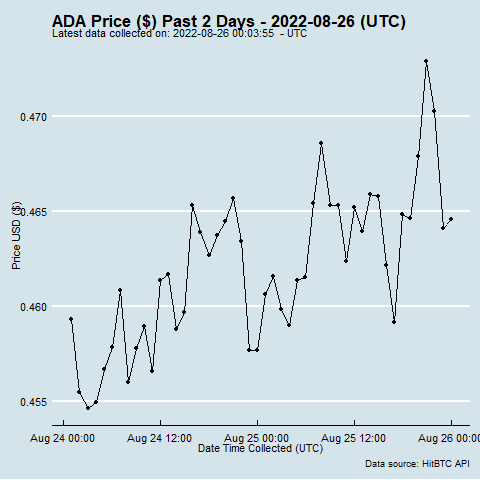 ADA Price ($) Past 2 Days - 2022-08-26 (UTC)
Latest data collected on: 2022-08-26 00:03:55 - UTC
0.470
0.465
0.460
0.455
Price USD ($)
Aug 24 00:00 Aug 24 12:00 Aug 25 00:00 Aug 25 12:00 Aug 26 00:00
Date Time Collected (UTC)
Data source: HitBTC API